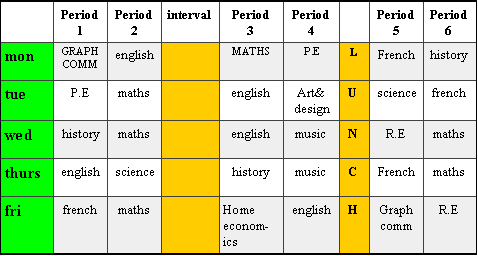 Period 1 Period 2 interval Period 3 Period 4 Period 5 Period 6
mon GRAPH COMM english MATHS P.E L French history
tue P.E maths english Art& design U science french
wed history maths english music N R.E maths
thurs english science history music C French maths
fri french maths Home econom-ics english H Graph comm R.E